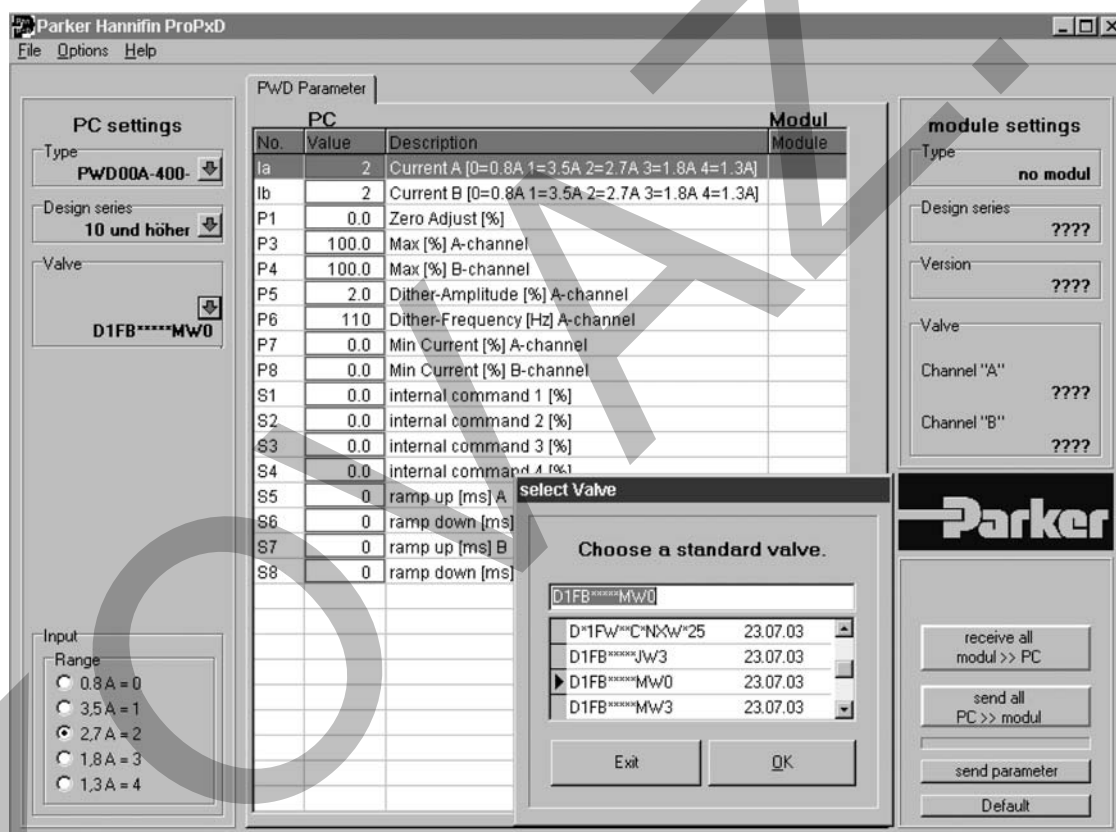 Parker Hannifin ProPxD
File Options Help
PWD Parameter
PC settings
Type
PWD00A-400-
Design series
10 und höher
Valve
D1FB*****MW0
Input
Range
0.8 A = 0
3,5 A = 1
2,7 A = 2
1,8 A = 3
1,3 A = 4
PC Modul
No. Value Description Module
Ia 2 Current A [0=0.8A 1=3.5A 2=2.7A 3=1.8A 4=1.3A]
Ib 2 Current B [0=0.8A 1=3.5A 2=2.7A 3=1.8A 4=1.3A]
P1 0.0 Zero Adjust [%]
P3 100.0 Max [%] A-channel
P4 100.0 Max [%] B-channel
P5 2.0 Dither-Amplitude [%] A-channel
P6 110 Dither-Frequency [Hz] A-channel
P7 0.0 Min Current [%] A-channel
P8 0.0 Min Current [%] B-channel
S1 0.0 internal command 1 [%]
S2 0.0 internal command 2 [%]
S3 0.0 internal command 3 [%]
S4 0.0 internal command 4 [%]
S5 0 ramp up [ms] A
S6 0 ramp down [ms]
S7 0 ramp up [ms] B
S8 0 ramp down [ms]
select Valve
Choose a standard valve.
D1FB*****MW0
D*1FW**C*NXW*25 23.07.03
D1FB*****JW3 23.07.03
D1FB*****MW0 23.07.03
D1FB*****MW3 23.07.03
Exit OK
module settings
Type
no modul
Design series
????
Version
????
Valve
Channel "A"
????
Channel "B"
????
Parker
receive all
modul >> PC
send all
PC >> modul
send parameter
Default